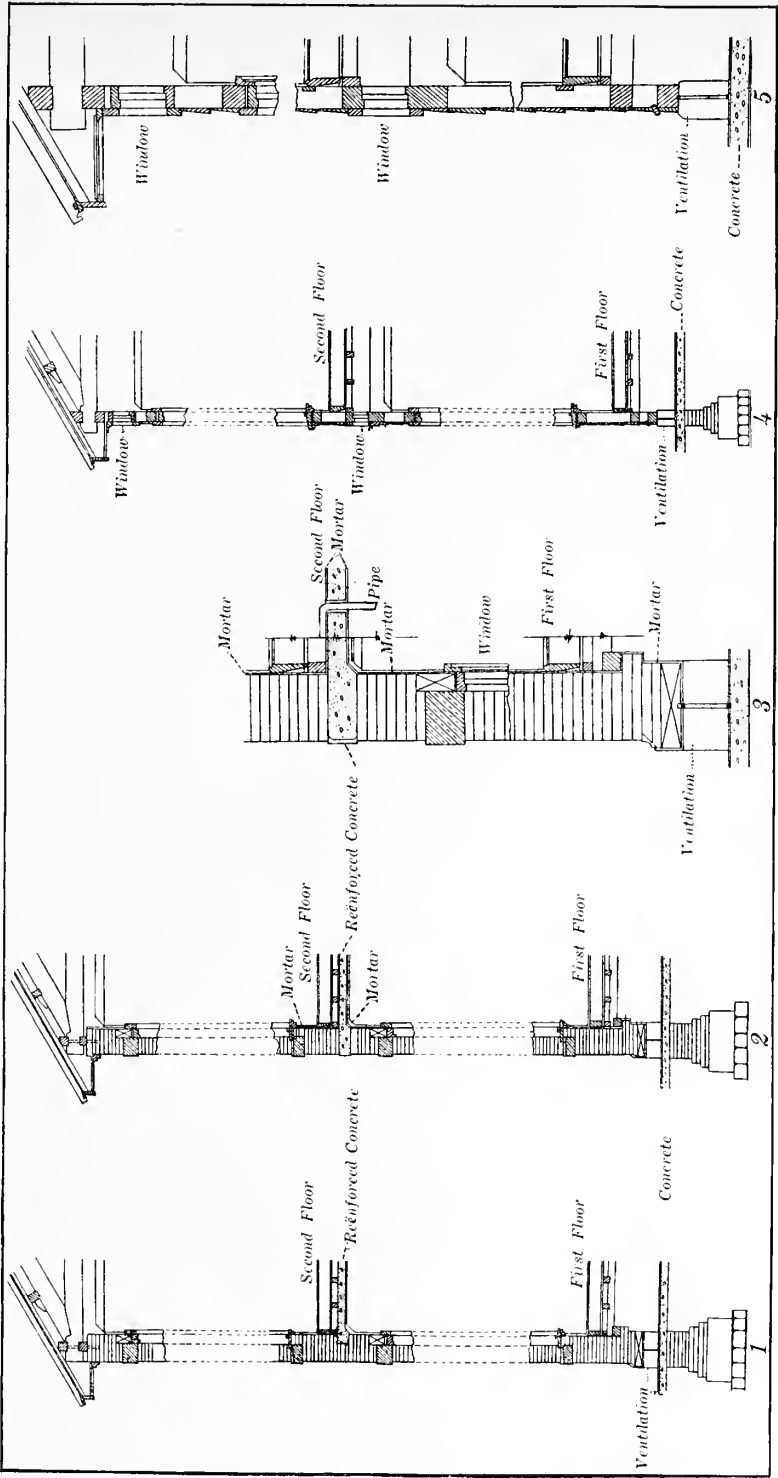 Second Floor
Reënforced Concrete
First Floor
Ventilation
Concrete
1
Mortar
Second Floor
Reënforced Concrete
Mortar
First Floor
2
Mortar
Second Floor
Mortar
Pipe
Mortar
Window
First Floor
Mortar
Ventilation
3
Window
Second Floor
Window
First Floor
Concrete
Ventilation
4
Window
Window
Ventilation
Concrete
5